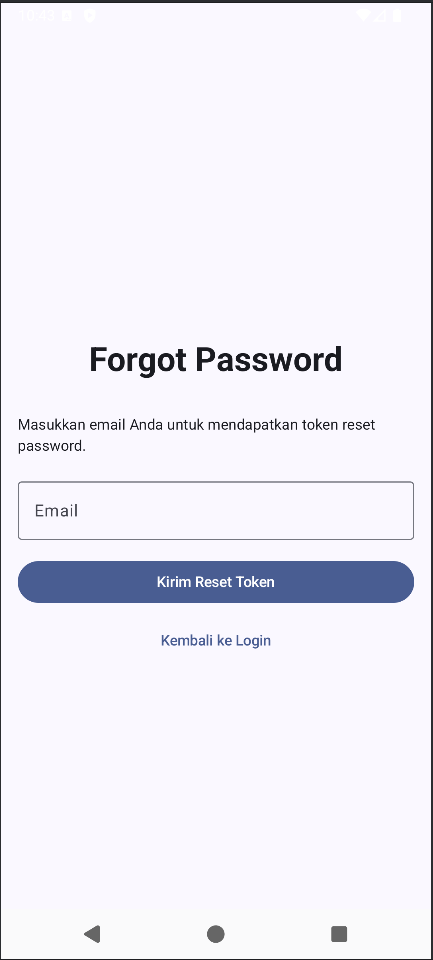 Forgot Password
Masukkan email Anda untuk mendapatkan token reset
password.
Email
Kirim Reset Token
Kembali ke Login